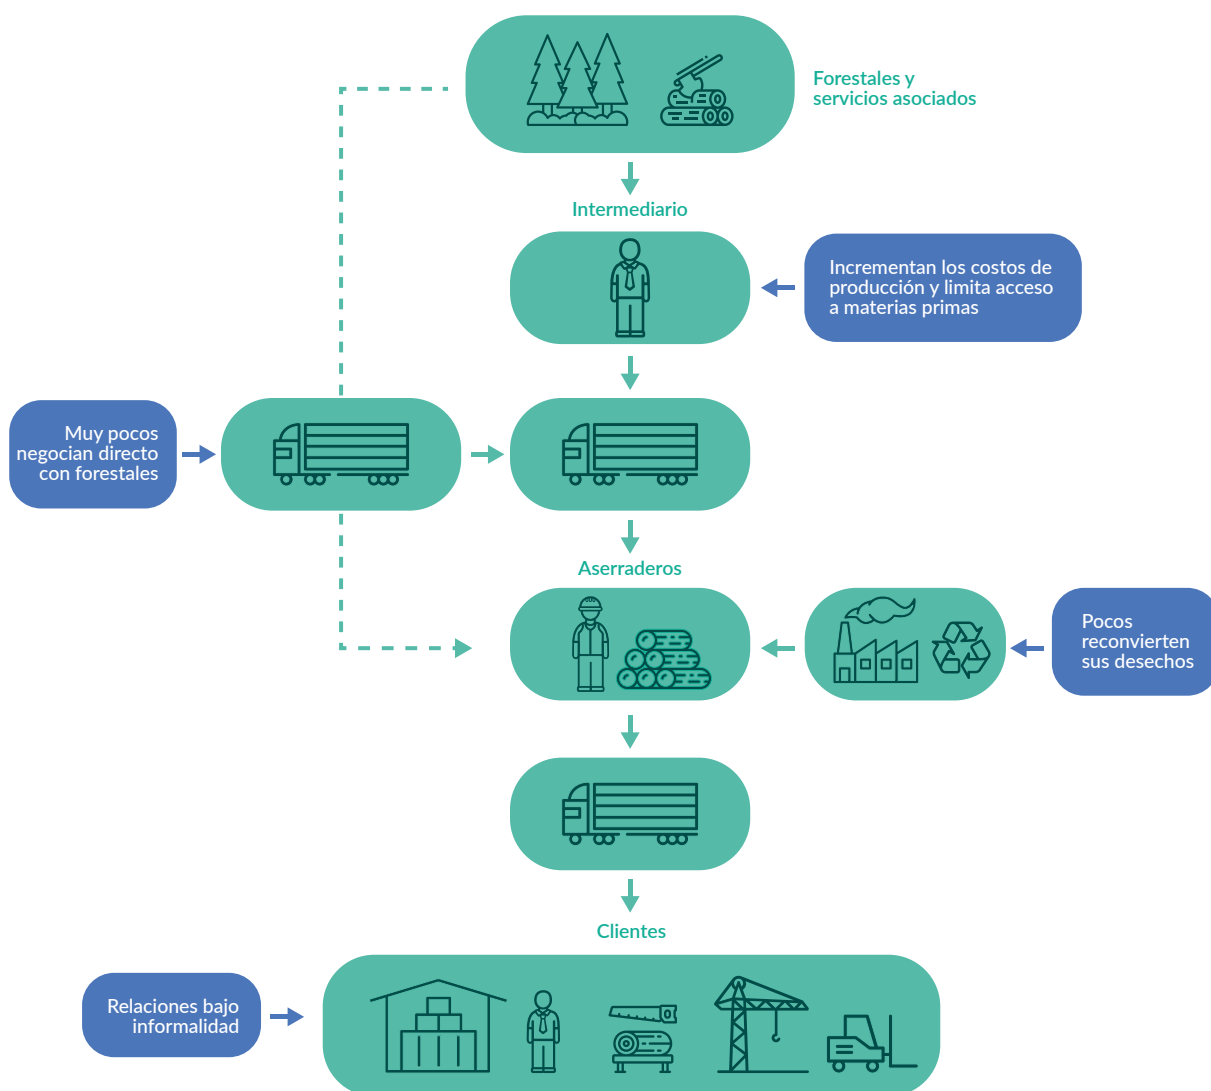 Forestales y
servicios asociados
Intermediario
Incrementan los costos de
producción y limita acceso
a materias primas
Muy pocos
negocian directo
con forestales
Aserraderos
Pocos
reconvierten
sus desechos
Clientes
Relaciones bajo
informalidad